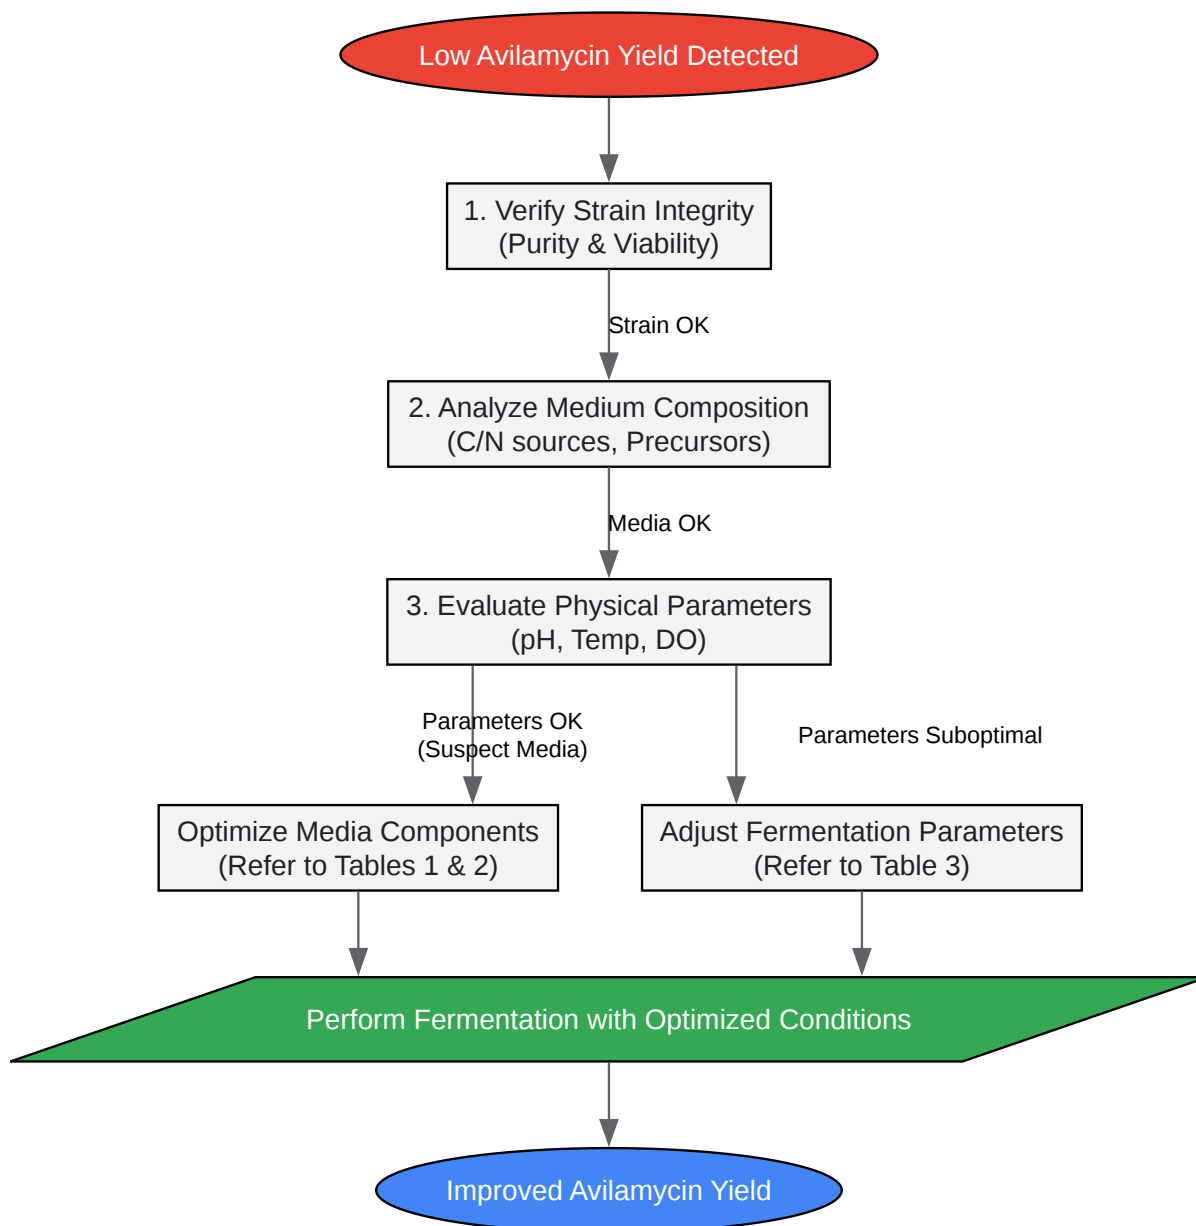 Low Avilamycin Yield Detected
1. Verify Strain Integrity
(Purity & Viability)
Strain OK
2. Analyze Medium Composition
(C/N sources, Precursors)
Media OK
3. Evaluate Physical Parameters
(pH, Temp, DO)
Parameters OK
(Suspect Media)
Parameters Suboptimal
Optimize Media Components
(Refer to Tables 1 & 2)
Adjust Fermentation Parameters
(Refer to Table 3)
Perform Fermentation with Optimized Conditions
Improved Avilamycin Yield